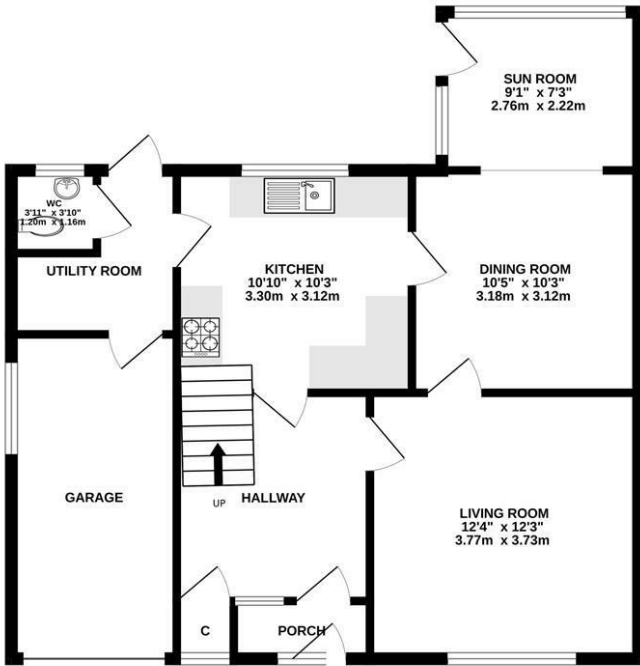 SUN ROOM
9'1" x 7'3"
2.76m x 2.22m
WC
3'11" x 3'10"
1.20m x 1.16m
UTILITY ROOM
KITCHEN
10'10" x 10'3"
3.30m x 3.12m
DINING ROOM
10'5" x 10'3"
3.18m x 3.12m
GARAGE
UP
HALLWAY
LIVING ROOM
12'4" x 12'3"
3.77m x 3.73m
C
PORCH